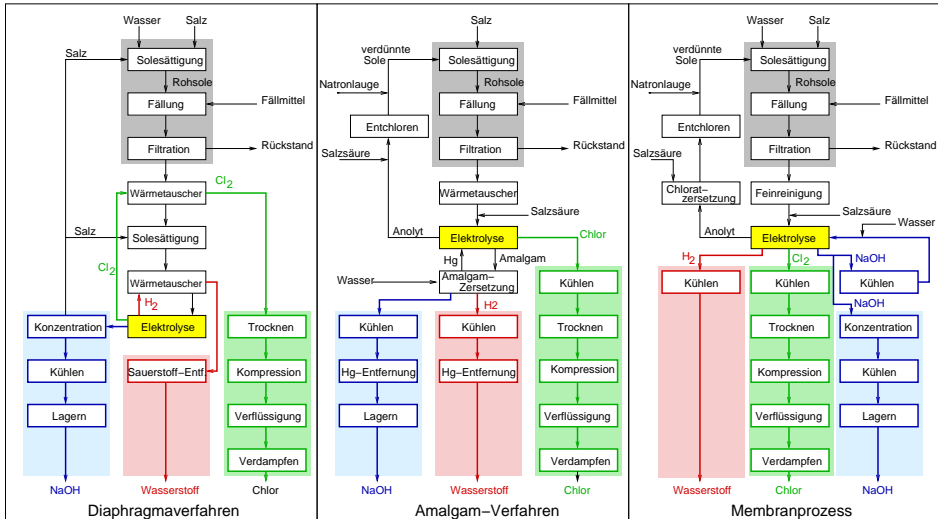 Wasser
Salz
Salz
Solesättigung
Rohsole
Fällung
Fällmittel
Filtration
Rückstand
Cl2
Wärmetauscher
Salz
Solesättigung
Cl2
Wärmetauscher
H2
Konzentration
Elektrolyse
Trocknen
Kühlen
Sauerstoff−Entf.
Kompression
Lagern
Verflüssigung
Verdampfen
NaOH
Wasserstoff
Chlor
Diaphragmaverfahren
Salz
verdünnte
Sole
Solesättigung
Natronlauge
Rohsole
Fällung
Fällmittel
Entchloren
Filtration
Rückstand
Salzsäure
Wärmetauscher
Salzsäure
Anolyt
Elektrolyse
Chlor
Hg
Amalgam
Wasser
Amalgam−
Zersetzung
Kühlen
H2
Kühlen
Kühlen
Trocknen
Hg−Entfernung
Hg−Entfernung
Kompression
Lagern
Verflüssigung
Verdampfen
NaOH
Wasserstoff
Chlor
Amalgam−Verfahren
Wasser
Salz
verdünnte
Sole
Solesättigung
Natronlauge
Rohsole
Fällung
Fällmittel
Entchloren
Filtration
Rückstand
Salzsäure
Chlorat−
zersetzung
Feinreinigung
Salzsäure
Wasser
Anolyt
Elektrolyse
H2
Cl2
NaOH
Kühlen
Kühlen
Kühlen
NaOH
Trocknen
Konzentration
Kompression
Kühlen
Verflüssigung
Lagern
Verdampfen
Wasserstoff
Chlor
NaOH
Membranprozess